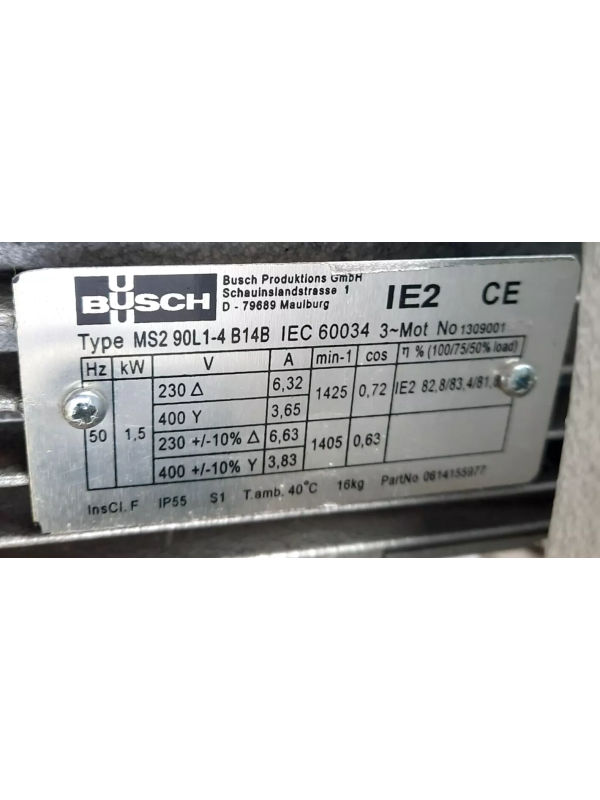 BUSCH
Busch Produktions GmbH
Schauinslandstrasse 1
D - 79689 Maulburg
IE2 CE
Type MS2 90L1-4 B14B IEC 60034 3~Mot No 1309001
Hz kW V A min-1 cos η % (100/75/50% load)
50 1,5 230 Δ 6,32 1425 0,72 IE2 82,8/83,4/81,
400 Y 3,65
230 +/-10% Δ 6,63 1405 0,63
400 +/-10% Y 3,83
InsCl. F IP55 S1 T.amb. 40°C 16kg PartNo 0614155977